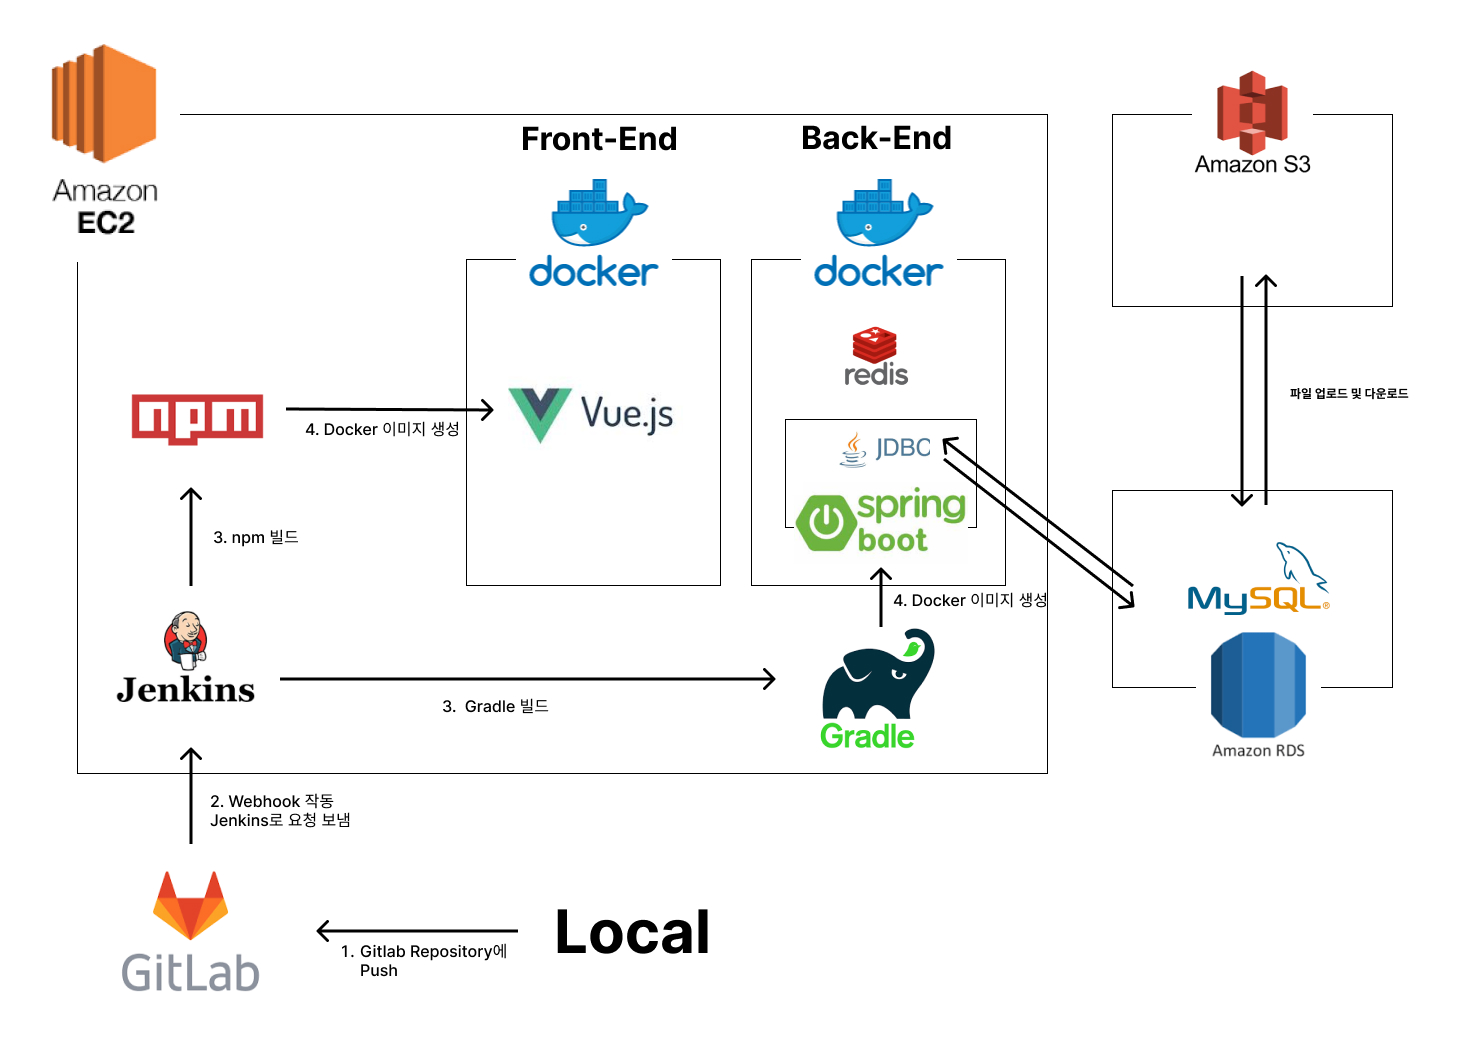 Amazon
EC2
Front-End
Back-End
Amazon S3
docker
docker
redis
npm
4. Docker 이미지 생성
Vue.js
JDBC
spring
boot
파일 업로드 및 다운로드
3. npm 빌드
4. Docker 이미지 생성
MySQL®
Jenkins
3. Gradle 빌드
Gradle
Amazon RDS
2. Webhook 작동
Jenkins로 요청 보냄
GitLab
1. Gitlab Repository에
Push
Local